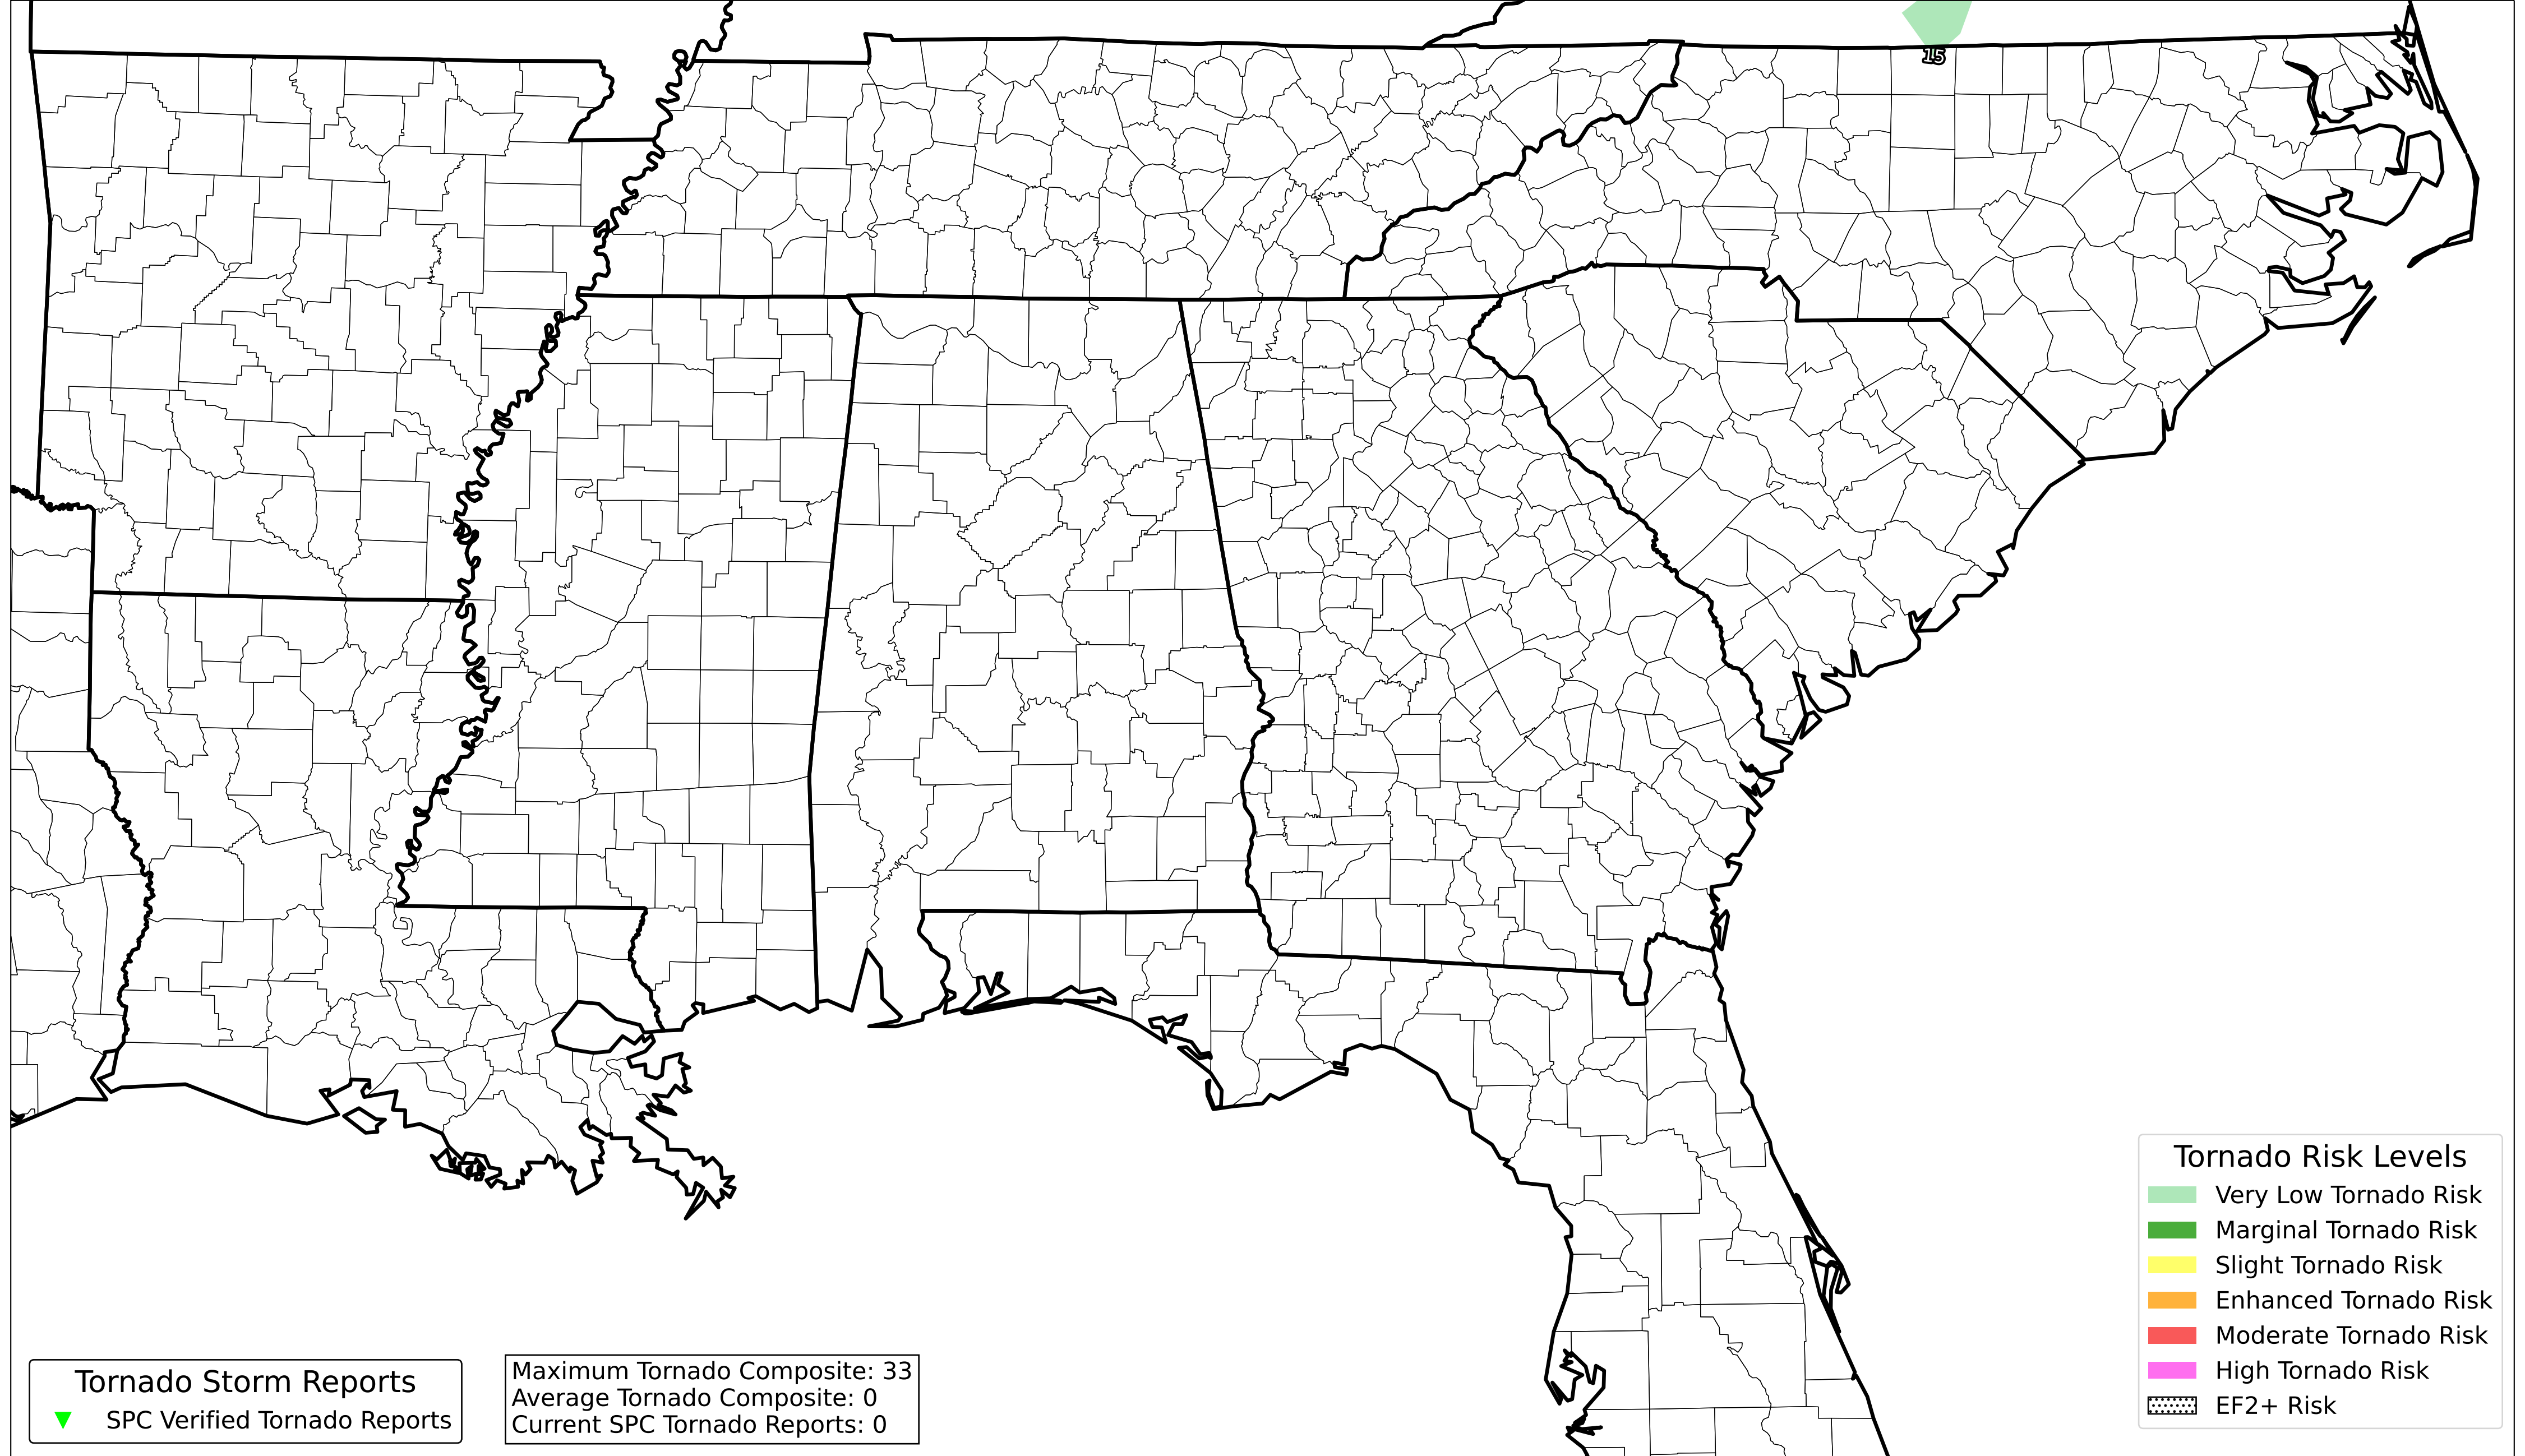 15
Tornado Risk Levels
Very Low Tornado Risk
Marginal Tornado Risk
Slight Tornado Risk
Enhanced Tornado Risk
Moderate Tornado Risk
High Tornado Risk
EF2+ Risk
Tornado Storm Reports
SPC Verified Tornado Reports
Maximum Tornado Composite: 33
Average Tornado Composite: 0
Current SPC Tornado Reports: 0